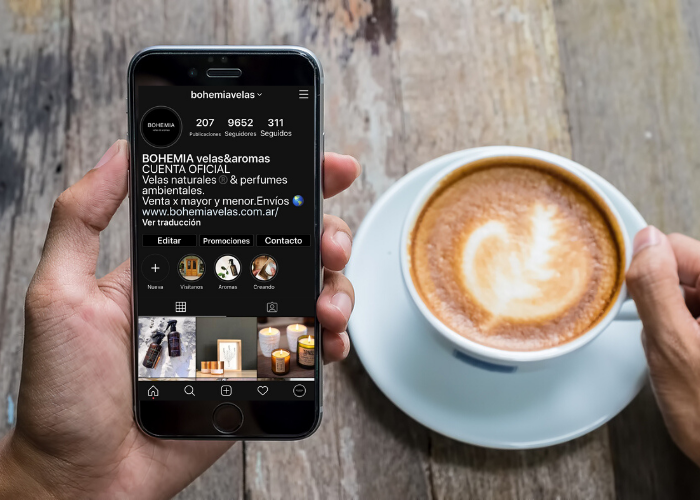 bohemiavelas
BOHEMIA
207 9652 311
Publicaciones Seguidores Seguidos
BOHEMIA velas&aromas
CUENTA OFICIAL
Velas naturales & perfumes
ambientales.
Venta x mayor y menor.Envíos 🌎
www.bohemiavelas.com.ar/
Ver traducción
Editar Promociones Contacto
Nueva Visitanos Aromas Creando